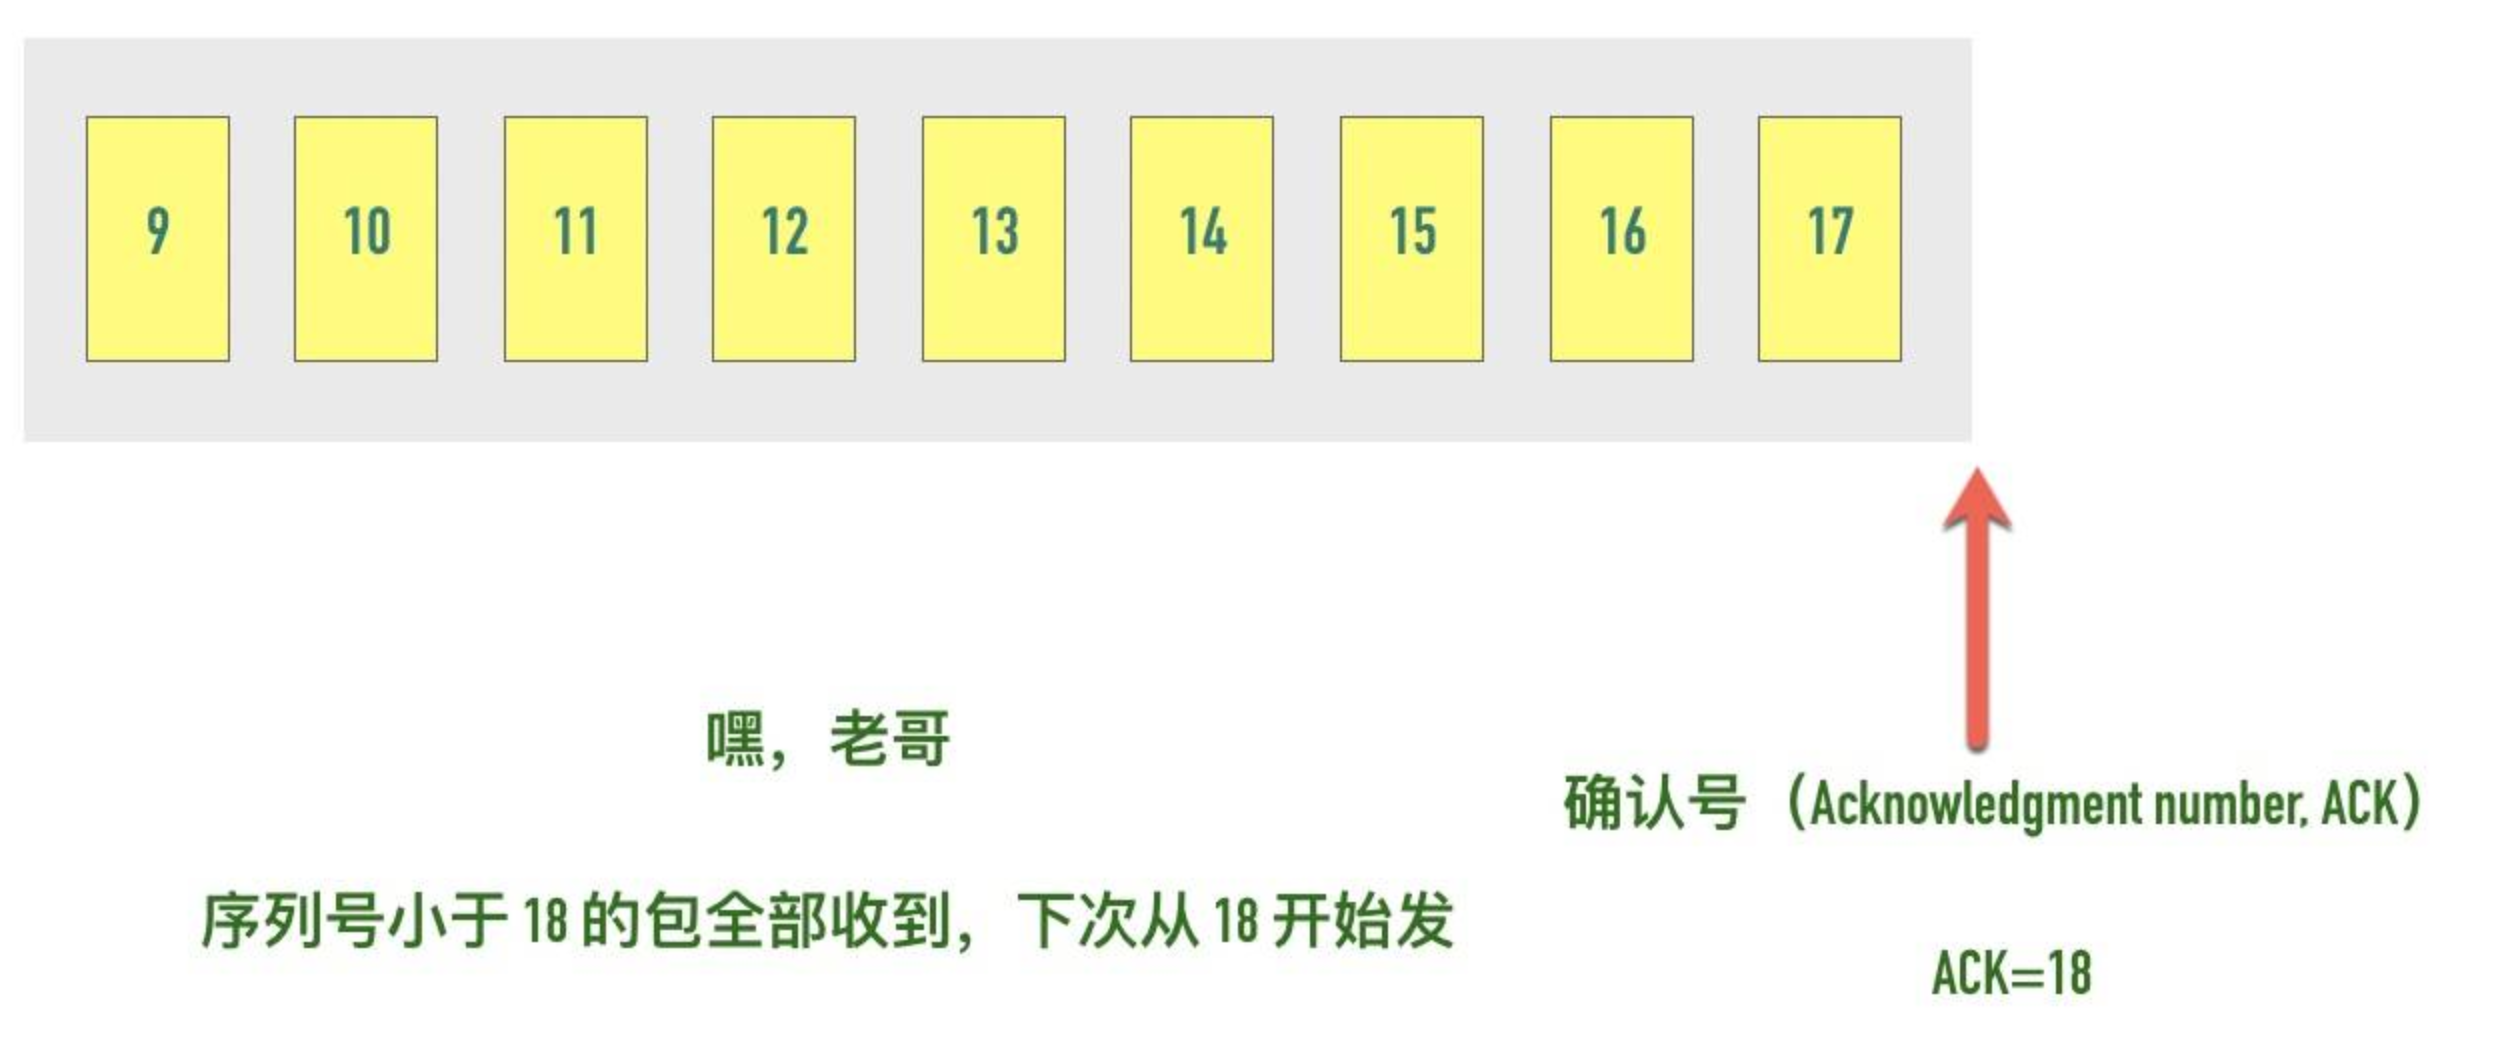 9 10 11 12 13 14 15 16 17
嘿，老哥
确认号（Acknowledgment number, ACK）
序列号小于 18 的包全部收到，下次从 18 开始发
ACK=18